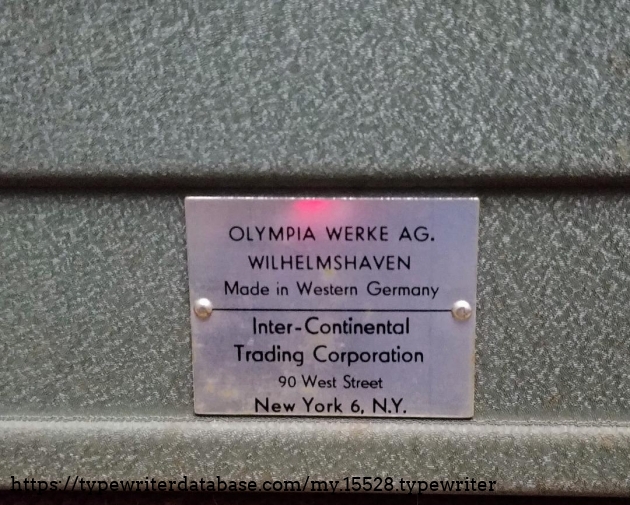 OLYMPIA WERKE AG.
WILHELMSHAVEN
Made in Western Germany
Inter-Continental
Trading Corporation
90 West Street
New York 6, N.Y.
https://typewriterdatabase.com/my.15528.typewriter